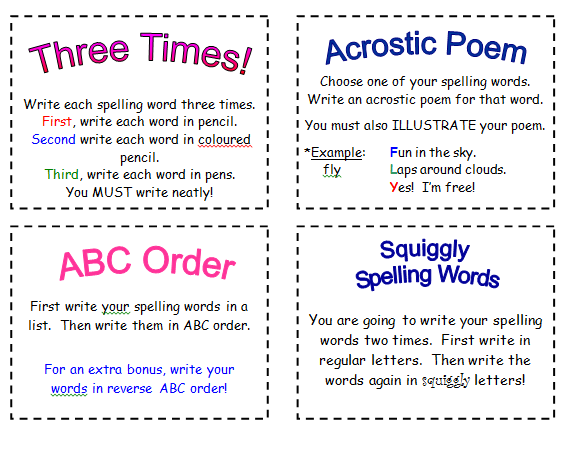 Three Times!
Write each spelling word three times.
First, write each word in pencil.
Second write each word in coloured
pencil.
Third, write each word in pens.
You MUST write neatly!
Acrostic Poem
Choose one of your spelling words.
Write an acrostic poem for that word.
You must also ILLUSTRATE your poem.
*Example: Fun in the sky.
fly Laps around clouds.
Yes! I'm free!
ABC Order
First write your spelling words in a
list. Then write them in ABC order.
For an extra bonus, write your
words in reverse ABC order!
Squiggly
Spelling Words
You are going to write your spelling
words two times. First write in
regular letters. Then write the
words again in squiggly letters!